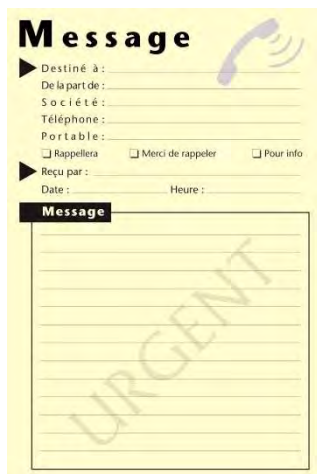 Message
Destiné à :
De la part de :
Société :
Téléphone :
Portable :
❏ Rappellera ❏ Merci de rappeler ❏ Pour info
Reçu par :
Date : Heure :
Message
URGENT